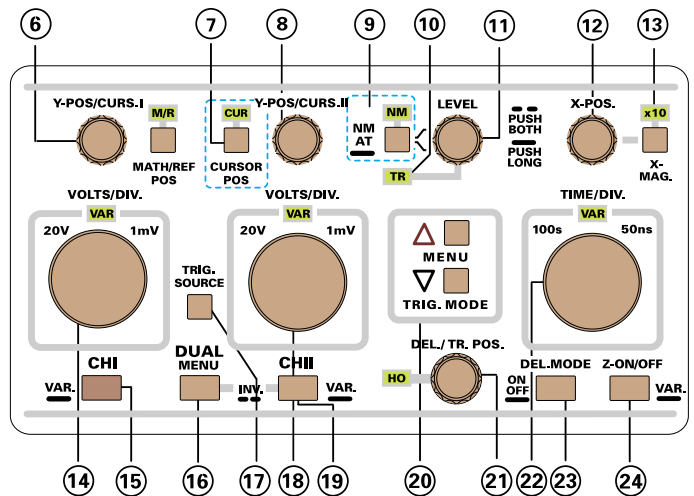 6 7 8 9 10 11 12 13
Y-POS/CURS.I M/R CUR Y-POS/CURS.II NM LEVEL PUSH BOTH X-POS. x10
MATH/REF POS
CURSOR POS
NM AT
PUSH LONG
X-MAG.
TR
VOLTS/DIV. VOLTS/DIV. TIME/DIV.
VAR VAR VAR
20V 1mV 20V 1mV 100s 50ns
MENU
TRIG. SOURCE
TRIG. MODE
DEL./ TR. POS.
CHI DUAL MENU CHII HO DEL.MODE Z-ON/OFF
VAR. INV. VAR. ON OFF VAR.
14 15 16 17 18 19 20 21 22 23 24